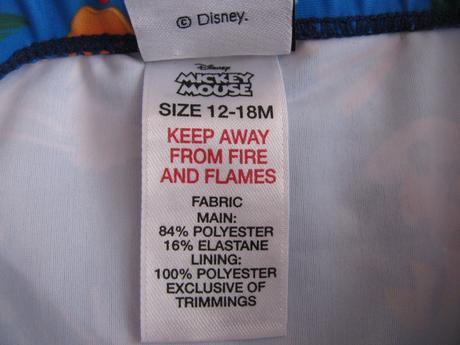 © Disney.
Disney
MICKEY
MOUSE
SIZE 12-18M
KEEP AWAY
FROM FIRE
AND FLAMES
FABRIC
MAIN:
84% POLYESTER
16% ELASTANE
LINING:
100% POLYESTER
EXCLUSIVE OF
TRIMMINGS